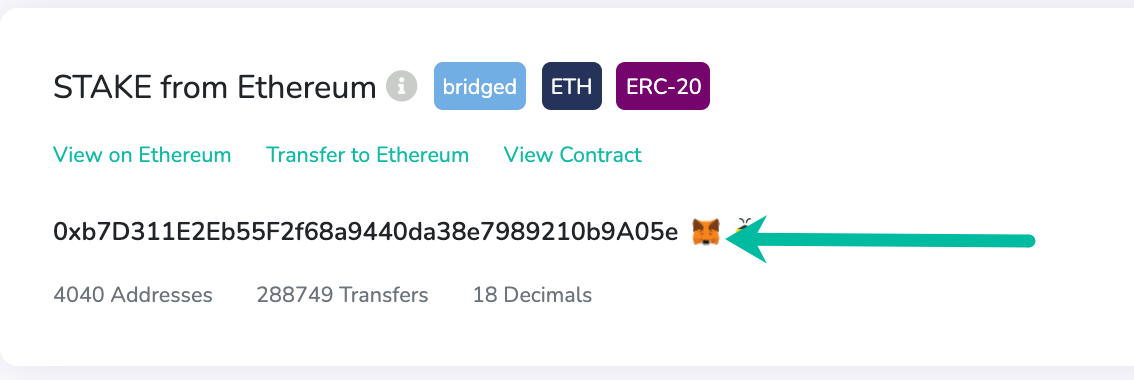 STAKE from Ethereum bridged ETH ERC-20
View on Ethereum Transfer to Ethereum View Contract
0xb7D311E2Eb55F2f68a9440da38e7989210b9A05e
4040 Addresses 288749 Transfers 18 Decimals